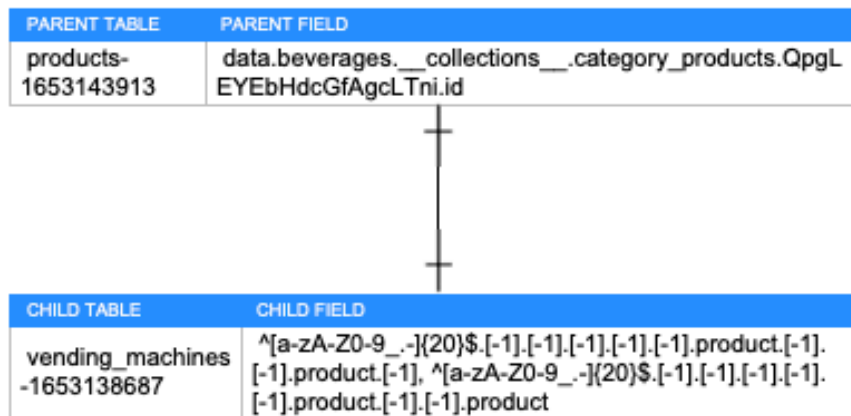 PARENT TABLE PARENT FIELD
products-1653143913 data.beverages.__collections__.category_products.QpgLEYEbHdcGfAgcLTni.id
CHILD TABLE CHILD FIELD
vending_machines-1653138687 ^[a-zA-Z0-9_.-]{20}$.[-1].[-1].[-1].[-1].[-1].product.[-1].
[-1].product.[-1], ^[a-zA-Z0-9_.-]{20}$.[-1].[-1].[-1].[-1].
[-1].product.[-1].[-1].product